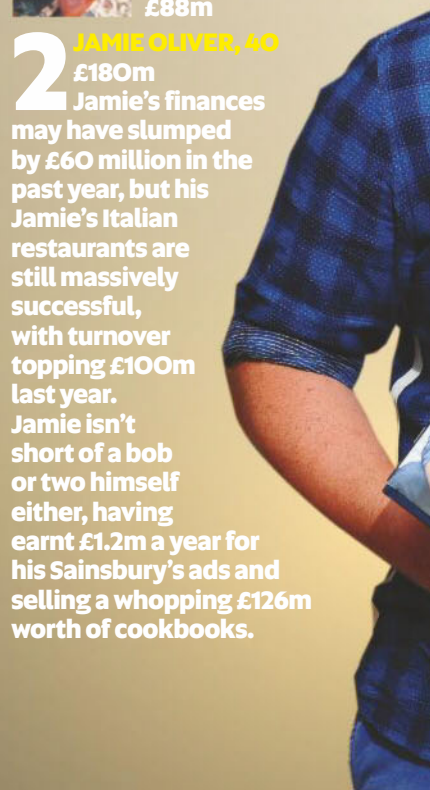 £88m
2
JAMIE OLIVER, 40
£180m
Jamie's finances
may have slumped
by £60 million in the
past year, but his
Jamie's Italian
restaurants are
still massively
successful,
with turnover
topping £100m
last year.
Jamie isn't
short of a bob
or two himself
either, having
earnt £1.2m a year for
his Sainsbury's ads and
selling a whopping £126m
worth of cookbooks.